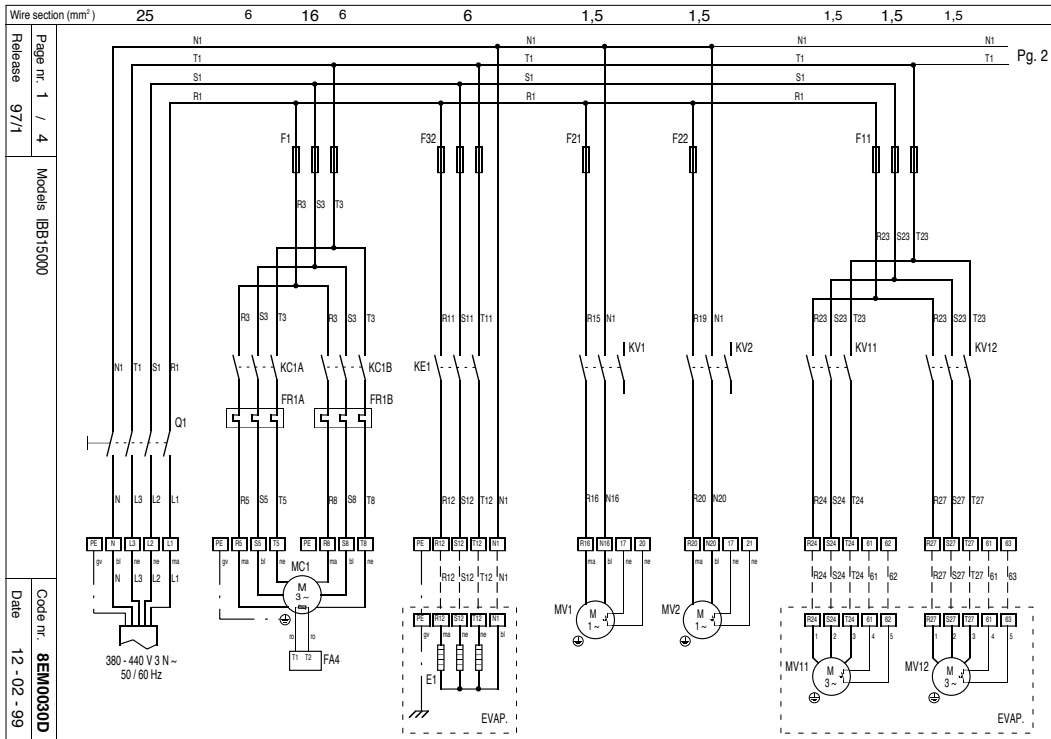 Wire section (mm²) 25 6 16 6 6 1,5 1,5 1,5 1,5 1,5
Page nr. 1 / 4
Release 97/1
Models IBB15000
Code nr. 8EM0030D
Date 12 - 02 - 99
N1 N1 N1 N1
T1 T1 T1 T1 Pg. 2
S1 S1 S1
R1 R1 R1
F1 F32 F21 F22 F11
R3 S3 T3
R23 S23 T23
R3 S3 T3 R3 S3 T3 R11 S11 T11 R15 N1 R19 N1 R23 S23 T23 R23 S23 T23
KV1 KV2 KV11 KV12
N1 T1 S1 R1 KC1A KC1B KE1
FR1A FR1B
Q1
N L3 L2 L1 R5 S5 T5 R8 S8 T8 R12 S12 T12 N1 R16 N16 R20 N20 R24 S24 T24 R27 S27 T27
PE N L3 L2 L1 PE R5 S5 T5 PE R8 S8 T8 PE R12 S12 T12 N1 R16 N16 17 20 R20 N20 17 21 R24 S24 T24 61 62 R27 S27 T27 61 63
gv bl ne ne ne gv ma bl ne ma bl ne ma bl ne ne ma bl ne ne
MC1
N L3 L2 L1 R12 S12 T12 N1 R24 S24 T24 61 62 R27 S27 T27 61 63
M 3 ~
MV1 M 1 ~ MV2 M 1 ~
PE R12 S12 T12 N1 R24 S24 T24 61 62 R27 S27 T27 61 63
gv ma ne ne bl 1 2 3 4 5 1 2 3 4 5
ro ro
T1 T2 FA4
380 - 440 V 3 N ~
50 / 60 Hz
E1
MV11 M 3 ~ MV12 M 3 ~
EVAP. EVAP.